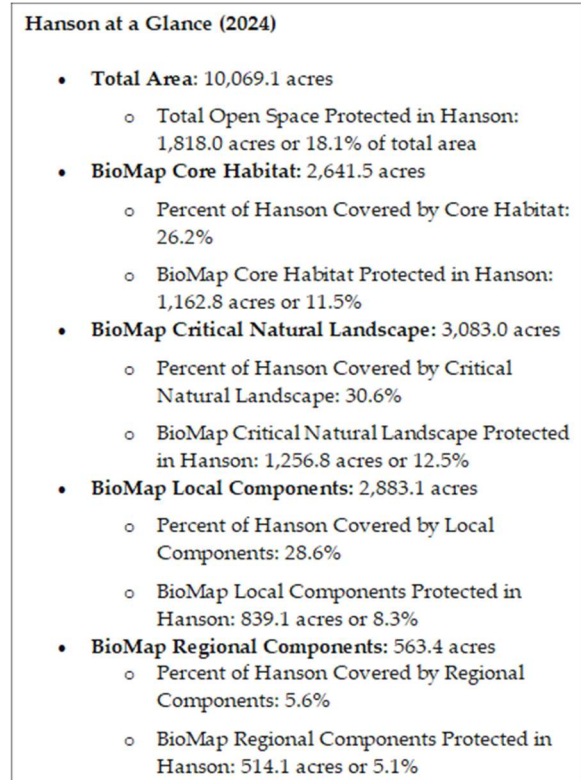 Hanson at a Glance (2024)
• Total Area: 10,069.1 acres
o Total Open Space Protected in Hanson:
1,818.0 acres or 18.1% of total area
• BioMap Core Habitat: 2,641.5 acres
o Percent of Hanson Covered by Core Habitat:
26.2%
o BioMap Core Habitat Protected in Hanson:
1,162.8 acres or 11.5%
• BioMap Critical Natural Landscape: 3,083.0 acres
o Percent of Hanson Covered by Critical
Natural Landscape: 30.6%
o BioMap Critical Natural Landscape Protected
in Hanson: 1,256.8 acres or 12.5%
• BioMap Local Components: 2,883.1 acres
o Percent of Hanson Covered by Local
Components: 28.6%
o BioMap Local Components Protected in
Hanson: 839.1 acres or 8.3%
• BioMap Regional Components: 563.4 acres
o Percent of Hanson Covered by Regional
Components: 5.6%
o BioMap Regional Components Protected in
Hanson: 514.1 acres or 5.1%